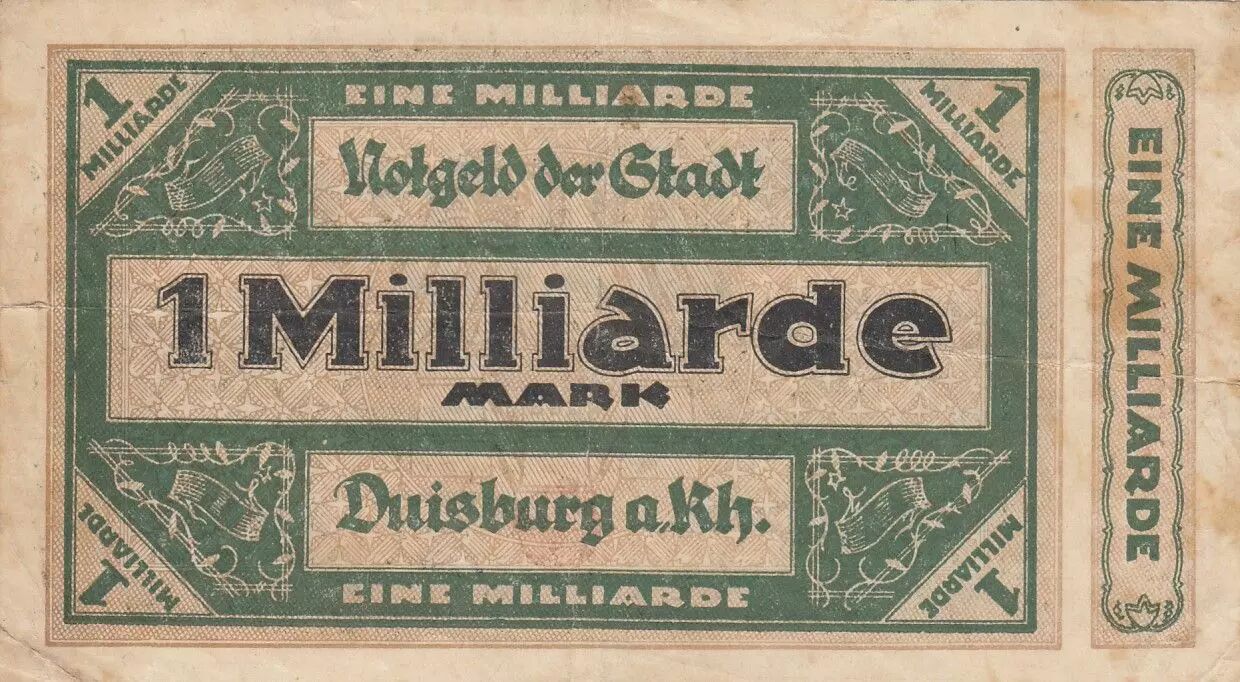 1
MILLIARDE
EINE MILLIARDE
1
MILLIARDE
Notgeld der Stadt
1 Milliarde
MARK
Duisburg a. Rh.
EINE MILLIARDE
1
MILLIARDE
1
MILLIARDE
EINE MILLIARDE